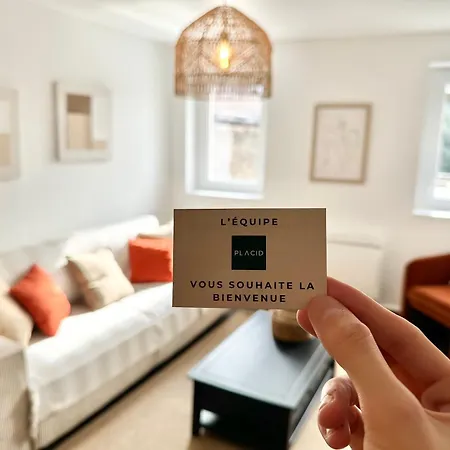 L'ÉQUIPE
PLACID
VOUS SOUHAITE LA
BIENVENUE